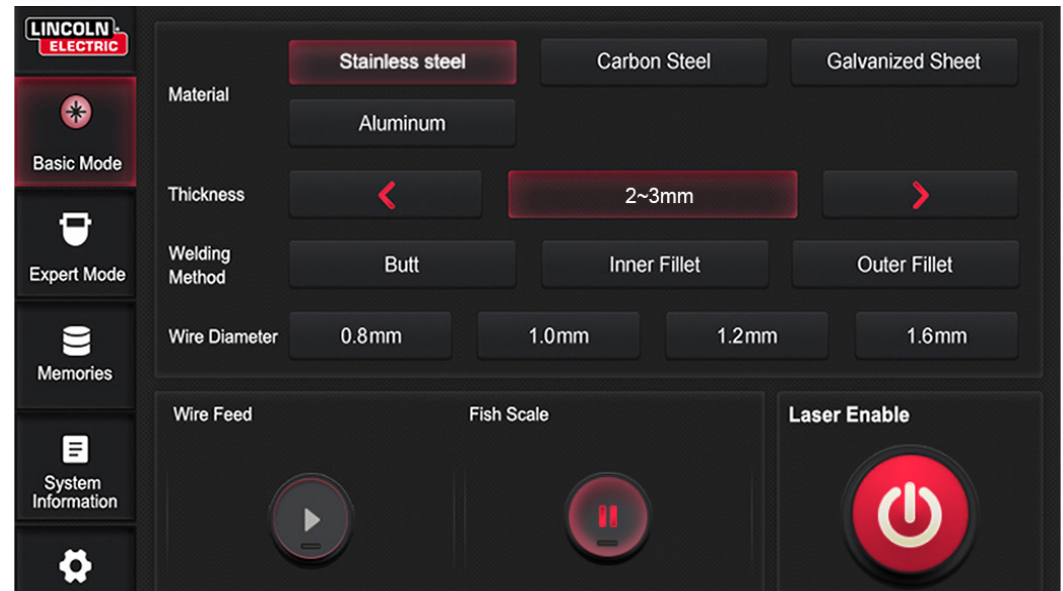 LINCOLN
ELECTRIC
Basic Mode
Expert Mode
Memories
System
Information
Material
Stainless steel
Carbon Steel
Galvanized Sheet
Aluminum
Thickness
2~3mm
Welding
Method
Butt
Inner Fillet
Outer Fillet
Wire Diameter
0.8mm
1.0mm
1.2mm
1.6mm
Wire Feed
Fish Scale
Laser Enable